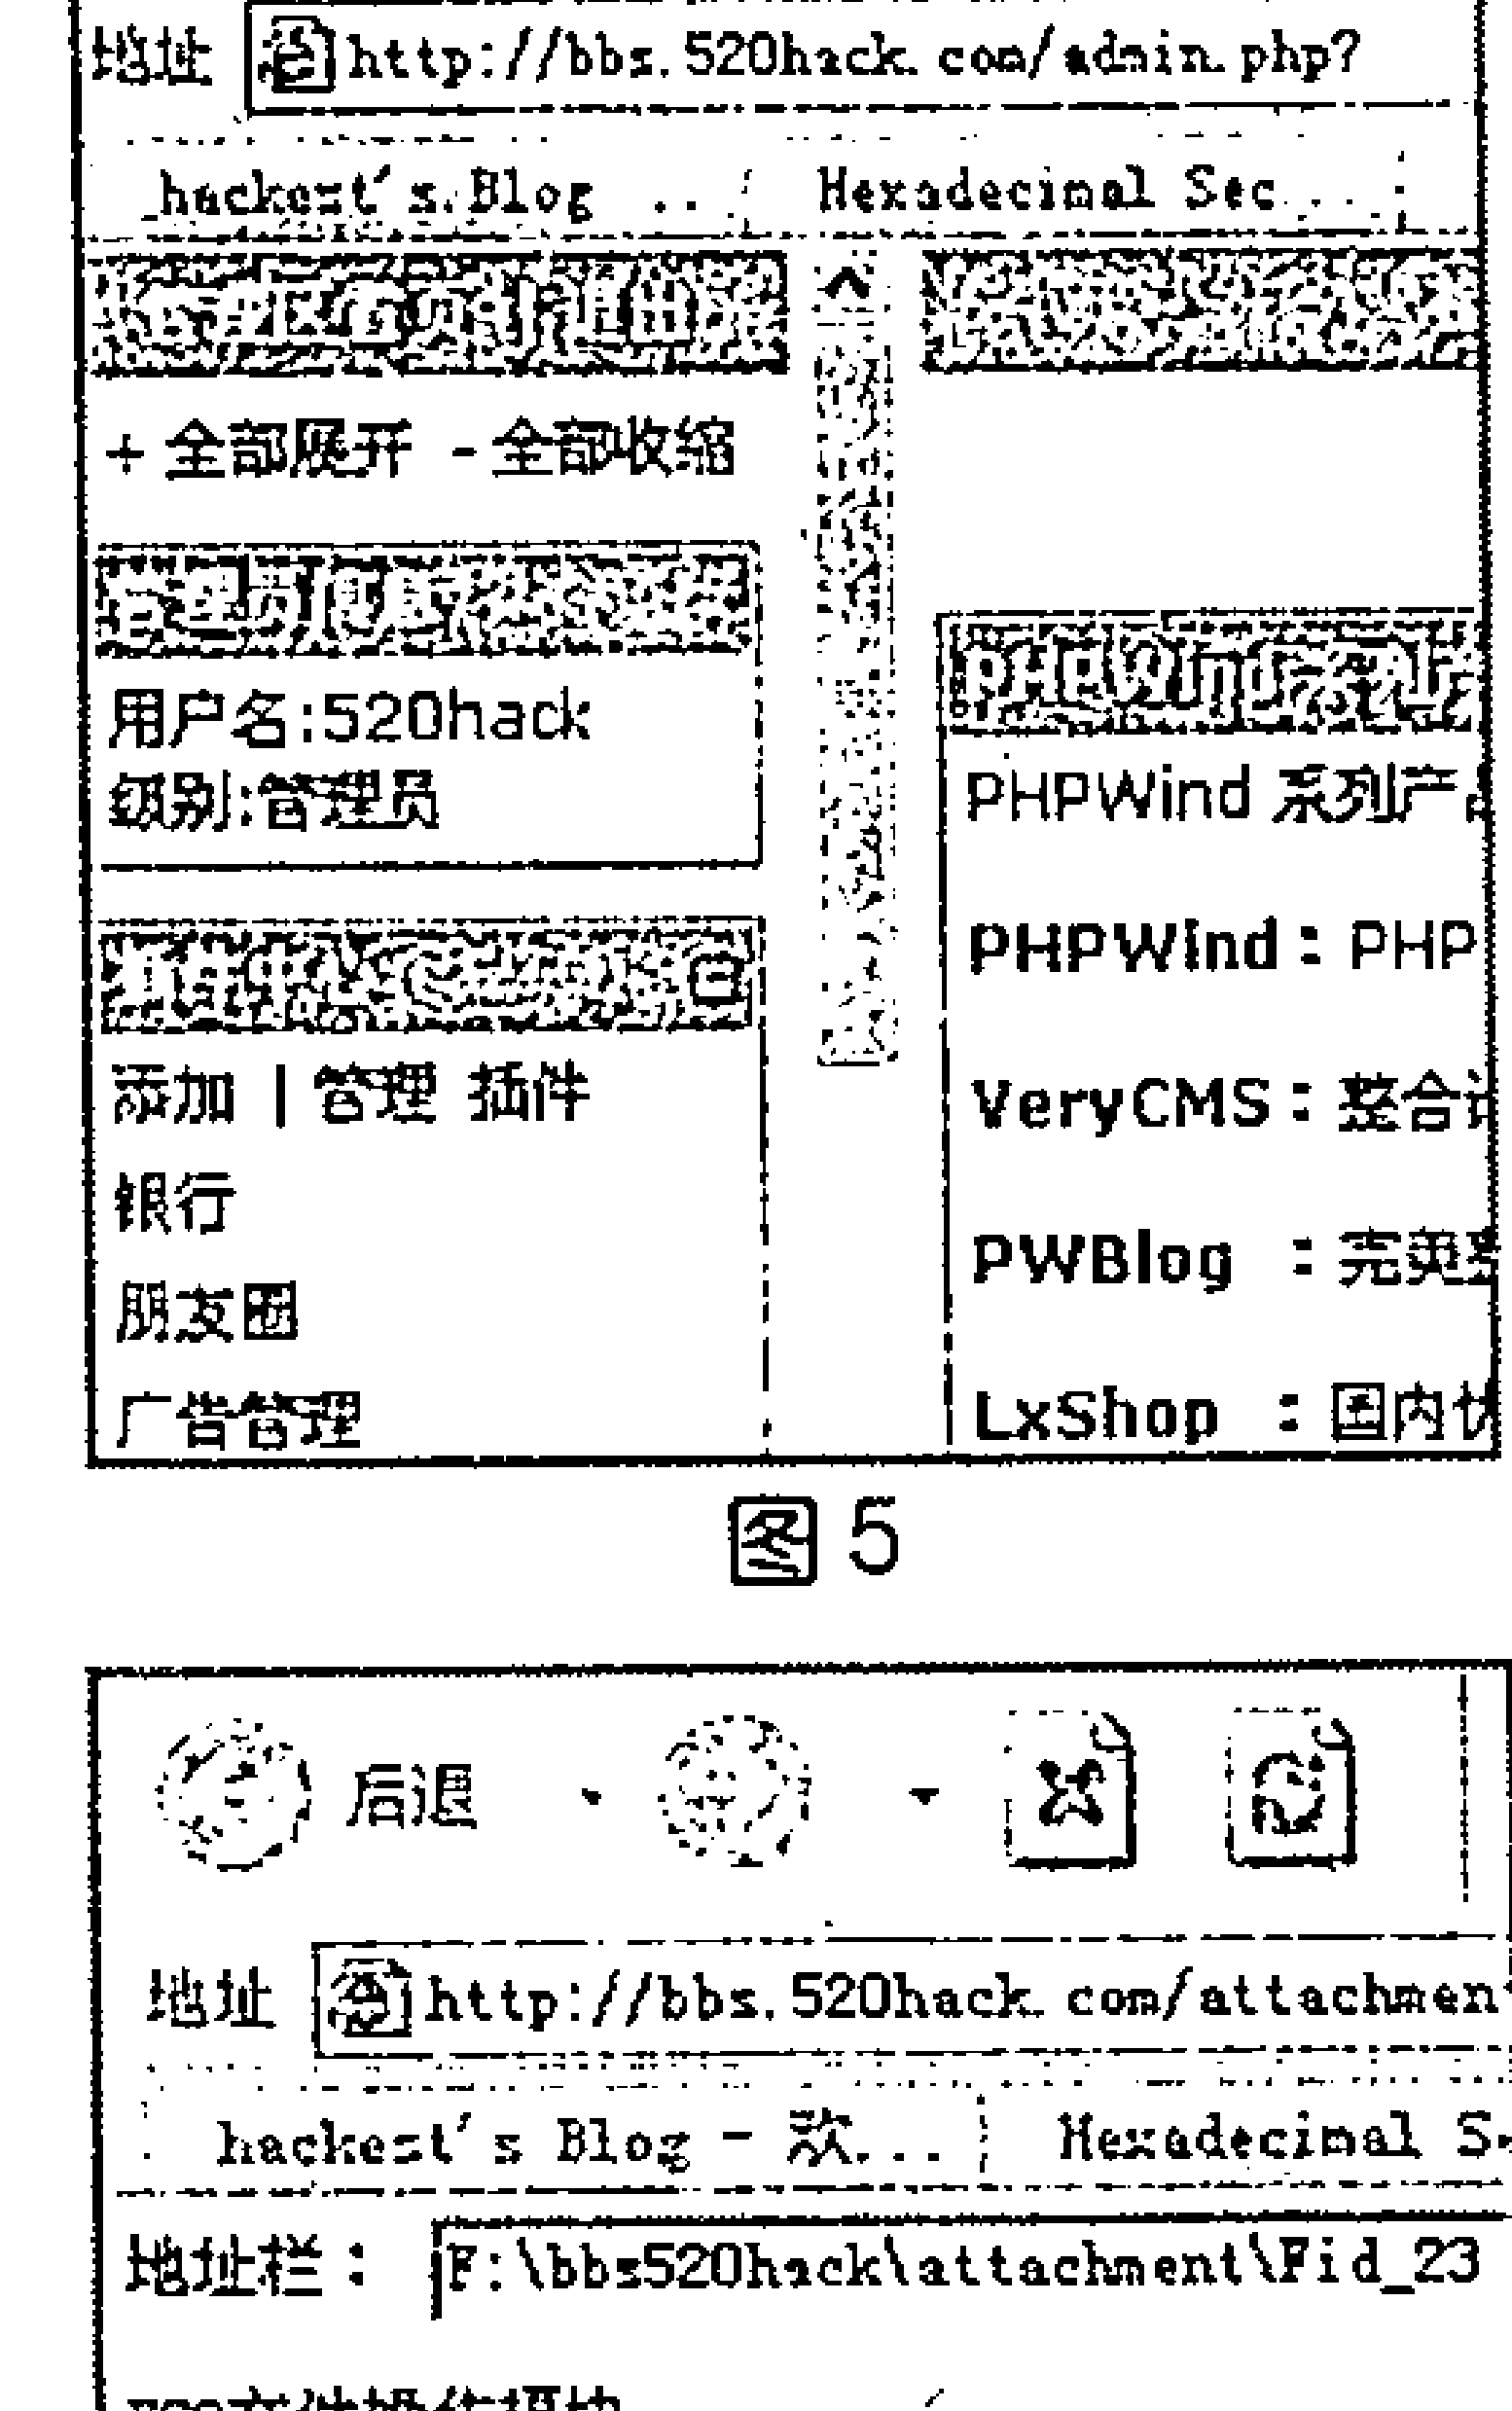 地址 http://bbs.520hack.com/admin.php?
hackest's Blog .. Hexadecimal Sec...
+ 全部展开 - 全部收缩
用户名:520hack
级别:管理员
PHPWind 系列产
PHPWind : PHP
添加 | 管理 插件
VeryCMS : 整合
银行
PWBlog : 完美
朋友圈
LxShop : 国内
广告管理
图 5
后退
地址 http://bbs.520hack.com/attachment
hackest's Blog - 欢... Hexadecimal S
地址栏: F:\bbs520hack\attachment\Fid_23